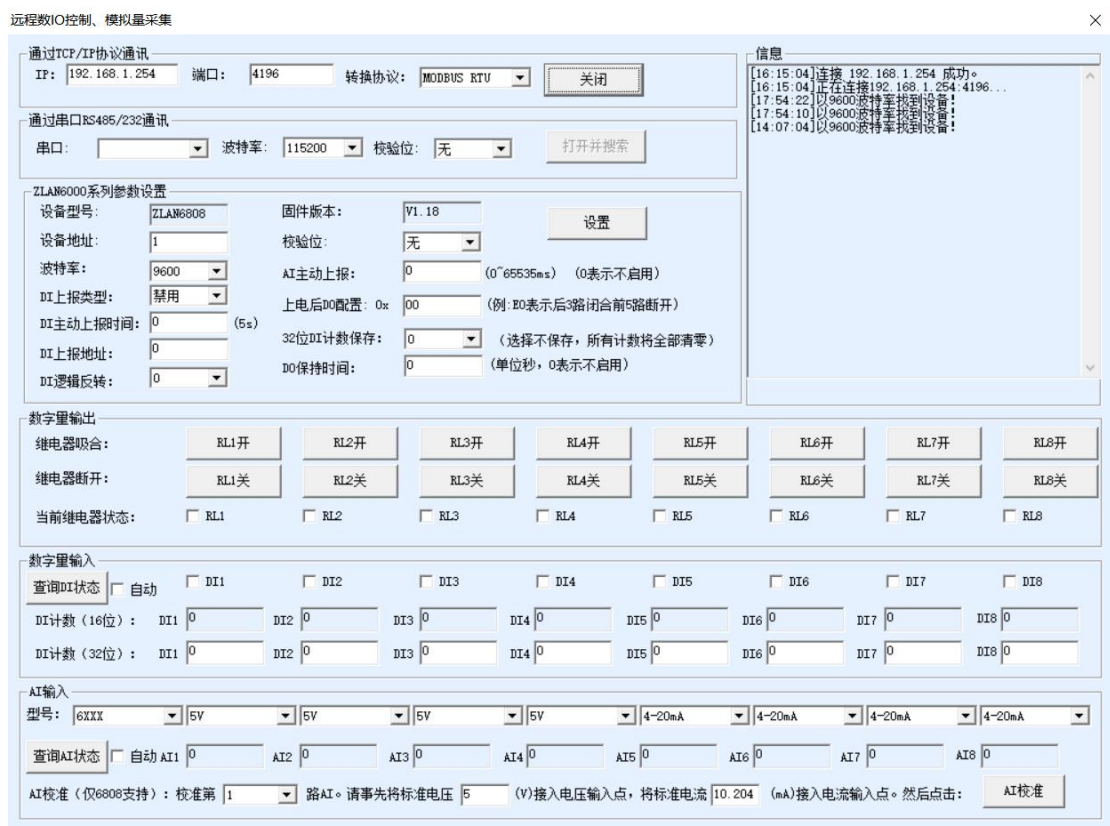 远程数IO控制、模拟量采集
通过TCP/IP协议通讯
IP: 192.168.1.254 端口: 4196 转换协议: MODBUS RTU 关闭
通过串口RS485/232通讯
串口: 波特率: 115200 校验位: 无 打开并搜索
ZLAN6000系列参数设置
设备型号: ZLAN6808 固件版本: V1.18 设置
设备地址: 1 校验位: 无
波特率: 9600 AI主动上报: 0 (0~65535ms) (0表示不启用)
DI上报类型: 禁用 上电后DO配置: 0x 00 (例:E0表示后3路闭合前5路断开)
DI主动上报时间: 0 (5s) 32位DI计数保存: 0 (选择不保存，所有计数将全部清零)
DI上报地址: 0 DO保持时间: 0 (单位秒，0表示不启用)
DI逻辑反转: 0
信息
[16:15:04]连接 192.168.1.254 成功。
[16:15:04]正在连接192.168.1.254:4196...
[17:54:22]以9600波特率找到设备!
[17:54:10]以9600波特率找到设备!
[14:07:04]以9600波特率找到设备!
数字量输出
继电器吸合: RL1开 RL2开 RL3开 RL4开 RL5开 RL6开 RL7开 RL8开
继电器断开: RL1关 RL2关 RL3关 RL4关 RL5关 RL6关 RL7关 RL8关
当前继电器状态: RL1 RL2 RL3 RL4 RL5 RL6 RL7 RL8
数字量输入
查询DI状态 自动 DI1 DI2 DI3 DI4 DI5 DI6 DI7 DI8
DI计数(16位): DI1 0 DI2 0 DI3 0 DI4 0 DI5 0 DI6 0 DI7 0 DI8 0
DI计数(32位): DI1 0 DI2 0 DI3 0 DI4 0 DI5 0 DI6 0 DI7 0 DI8 0
AI输入
型号: 6XXX 5V 5V 5V 5V 4-20mA 4-20mA 4-20mA 4-20mA
查询AI状态 自动 AI1 0 AI2 0 AI3 0 AI4 0 AI5 0 AI6 0 AI7 0 AI8 0
AI校准(仅6808支持): 校准第 1 路AI。请事先将标准电压 5 (V)接入电压输入点，将标准电流 10.204 (mA)接入电流输入点。然后点击: AI校准